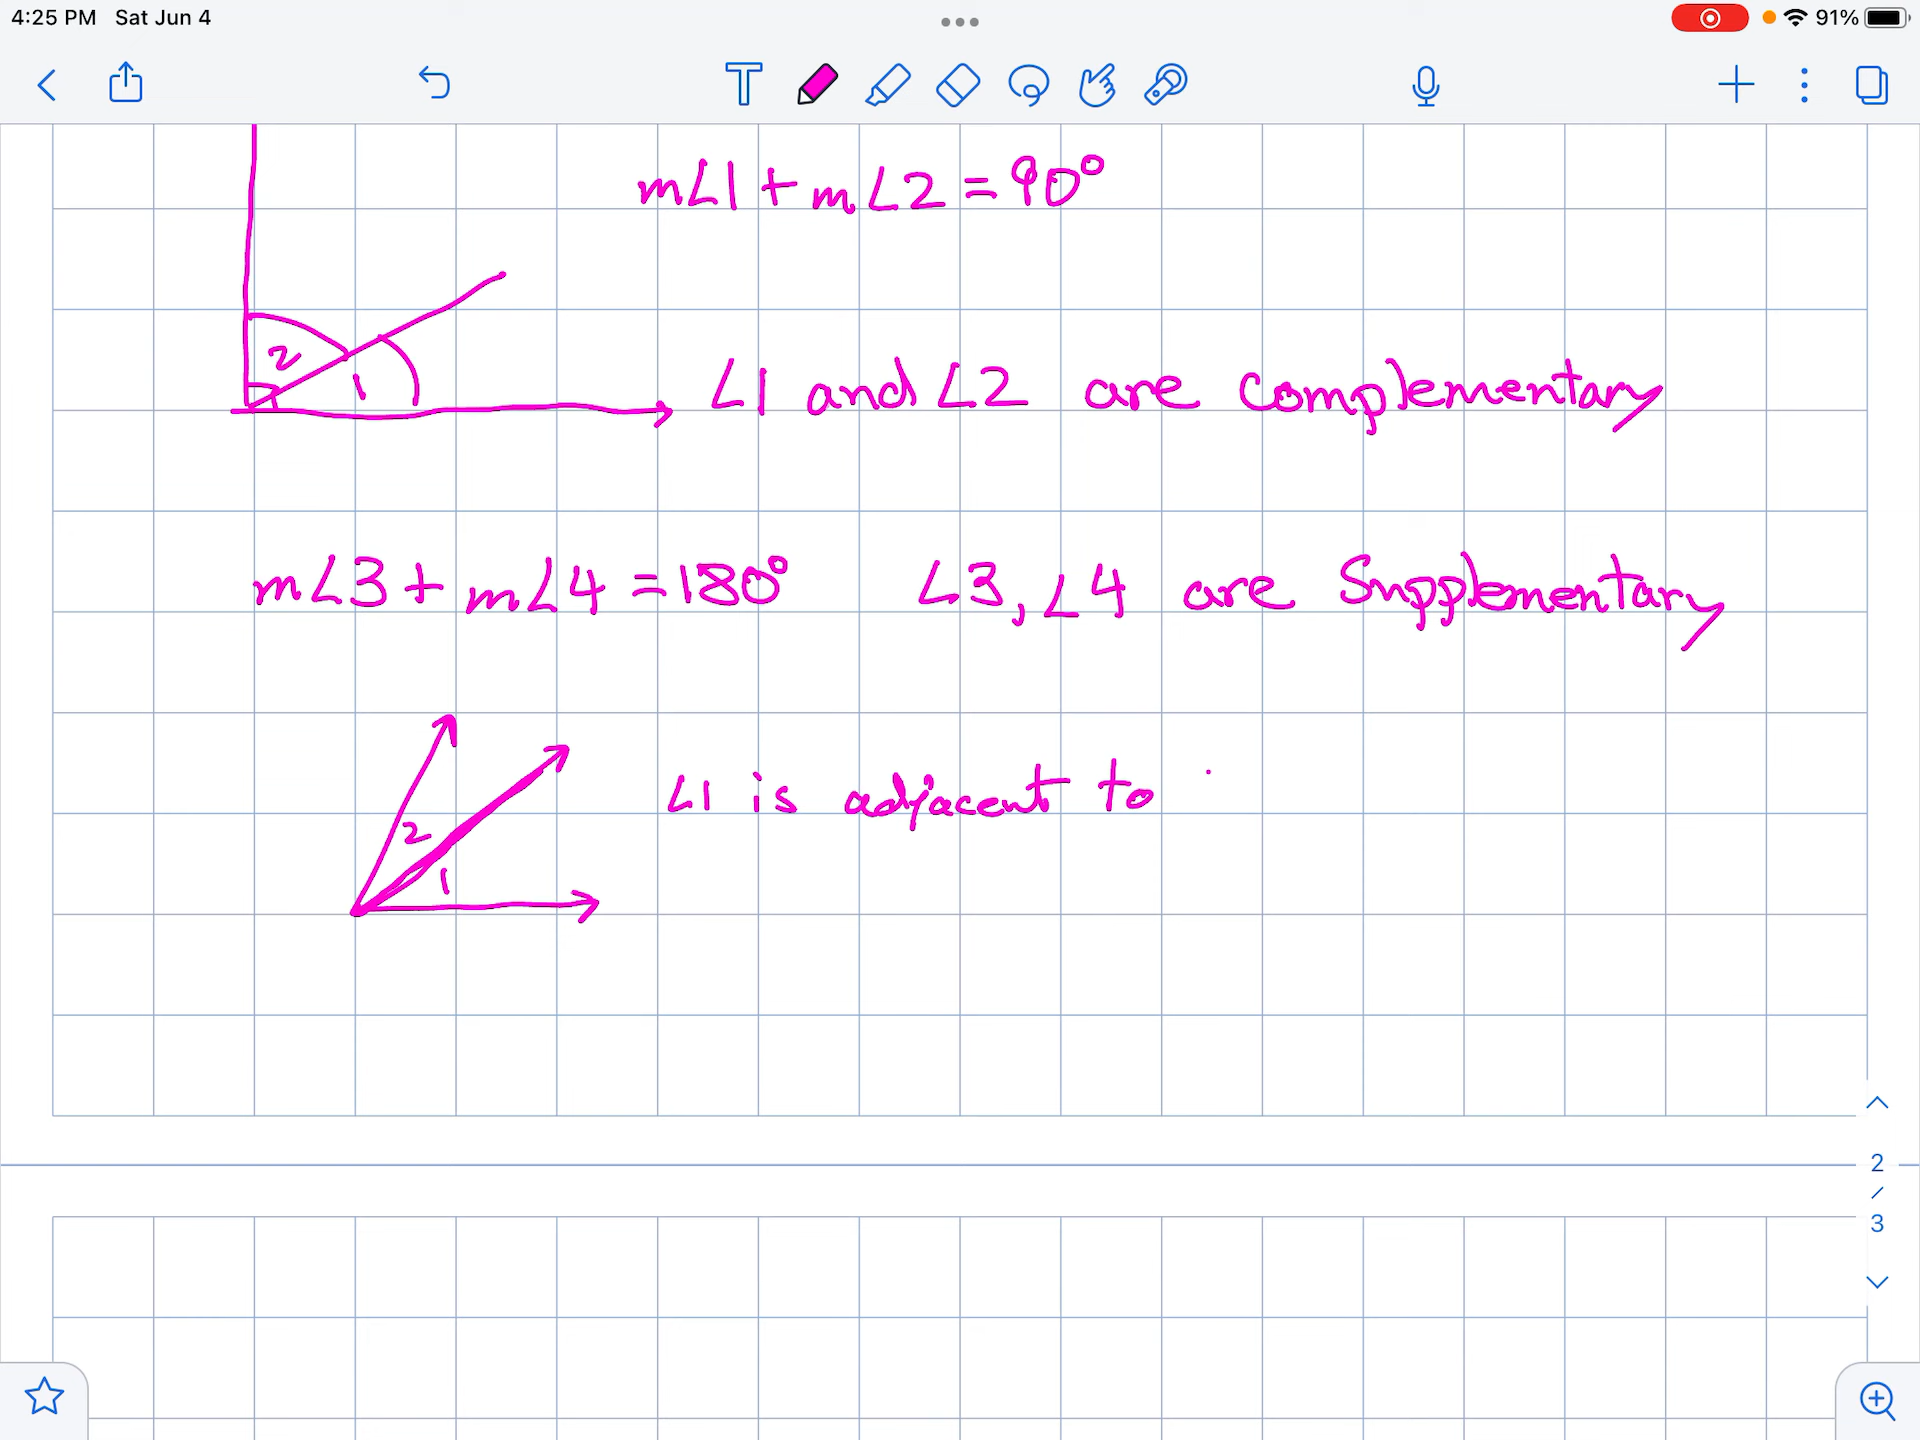 4:25 PM Sat Jun 4
91%
m∠1 + m∠2 = 90°
2
1
∠1 and ∠2 are complementary
m∠3 + m∠4 = 180° ∠3, ∠4 are Supplementary
2
1
∠1 is adjacent to
2
/
3